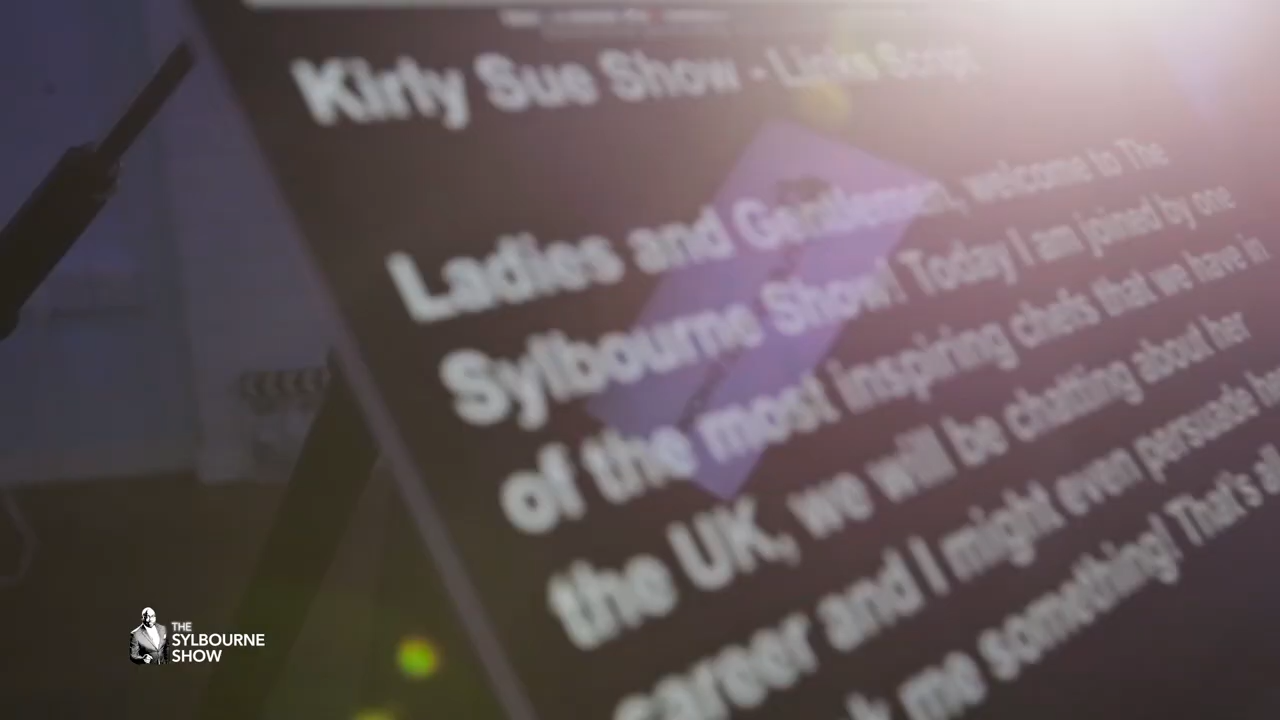 Kirly Sue Show - Links Script
Ladies and Gentlemen, welcome to The
Sylbourne Show! Today I am joined by one
of the most inspiring chefs that we have in
the UK, we will be chatting about her
career and I might even persuade
me something! That's
THE
SYLBOURNE
SHOW